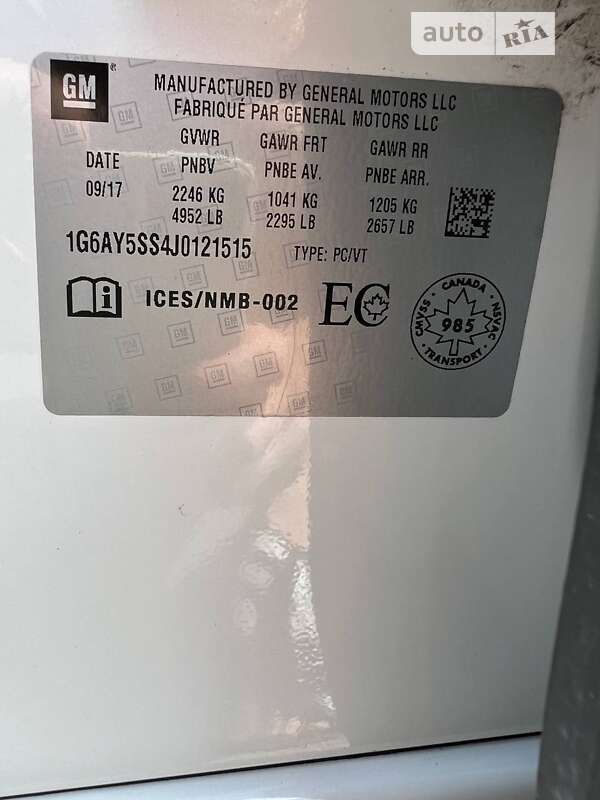 auto RIA
GM®
MANUFACTURED BY GENERAL MOTORS LLC
FABRIQUÉ PAR GENERAL MOTORS LLC
GVWR GAWR FRT GAWR RR
DATE PNBV PNBE AV. PNBE ARR.
09/17 2246 KG 1041 KG 1205 KG
4952 LB 2295 LB 2657 LB
1G6AY5SS4J0121515 TYPE: PC/VT
ICES/NMB-002 EC
CANADA
CMVSS 985 NSVAC
TRANSPORT